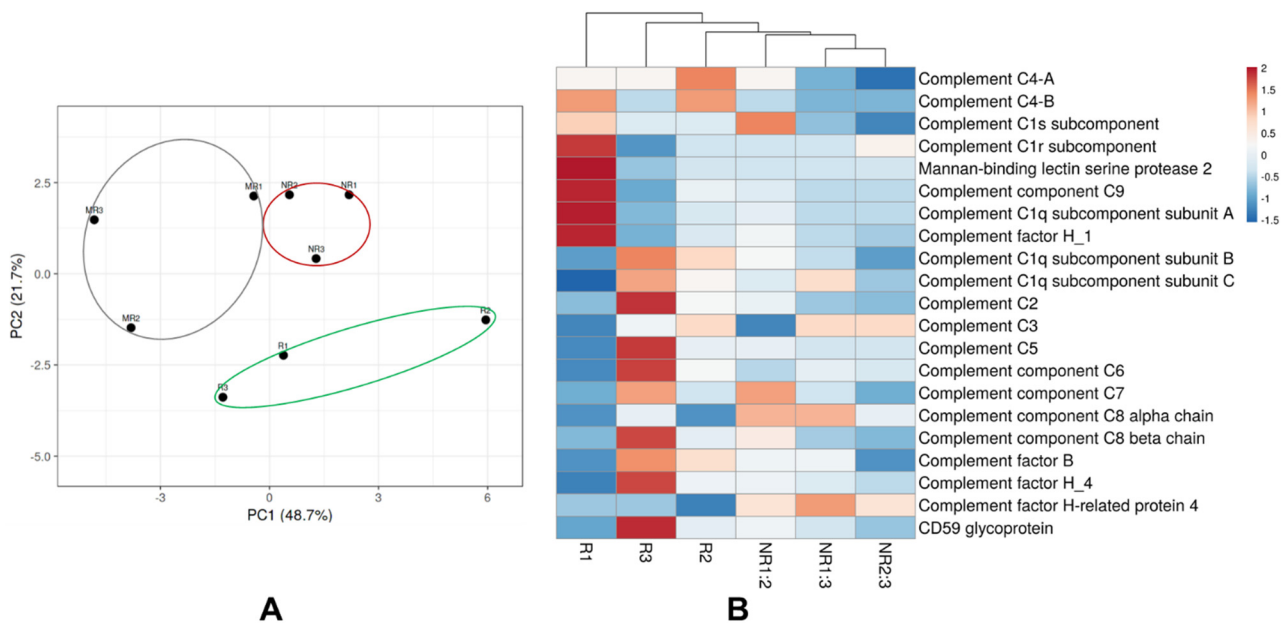 PC2 (21.7%)
2.5
0.0
-2.5
-5.0
MR1
NR2
NR1
MR3
NR3
MR2
R2
R1
R3
-3
0
3
6
PC1 (48.7%)
A
Complement C4-A
Complement C4-B
Complement C1s subcomponent
Complement C1r subcomponent
Mannan-binding lectin serine protease 2
Complement component C9
Complement C1q subcomponent subunit A
Complement factor H_1
Complement C1q subcomponent subunit B
Complement C1q subcomponent subunit C
Complement C2
Complement C3
Complement C5
Complement component C6
Complement component C7
Complement component C8 alpha chain
Complement component C8 beta chain
Complement factor B
Complement factor H_4
Complement factor H-related protein 4
CD59 glycoprotein
R1
R3
R2
NR1:2
NR1:3
NR2:3
2
1.5
1
0.5
0
-0.5
-1
-1.5
B